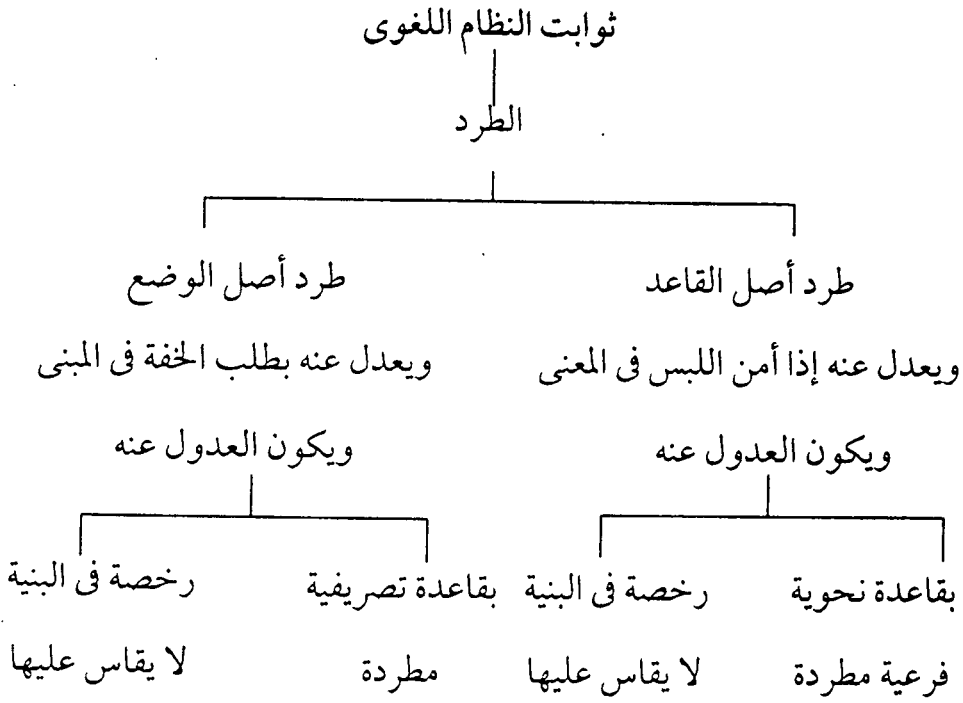 ثوابت النظام اللغوى
الطرد
طرد أصل القاعد
طرد أصل الوضع
ويعدل عنه إذا أمن اللبس فى المعنى
ويعدل عنه بطلب الخفة فى المبنى
ويكون العدول عنه
ويكون العدول عنه
بقاعدة نحوية
رخصة فى البنية
بقاعدة تصريفية
رخصة فى البنية
فرعية مطردة
لا يقاس عليها
مطردة
لا يقاس عليها